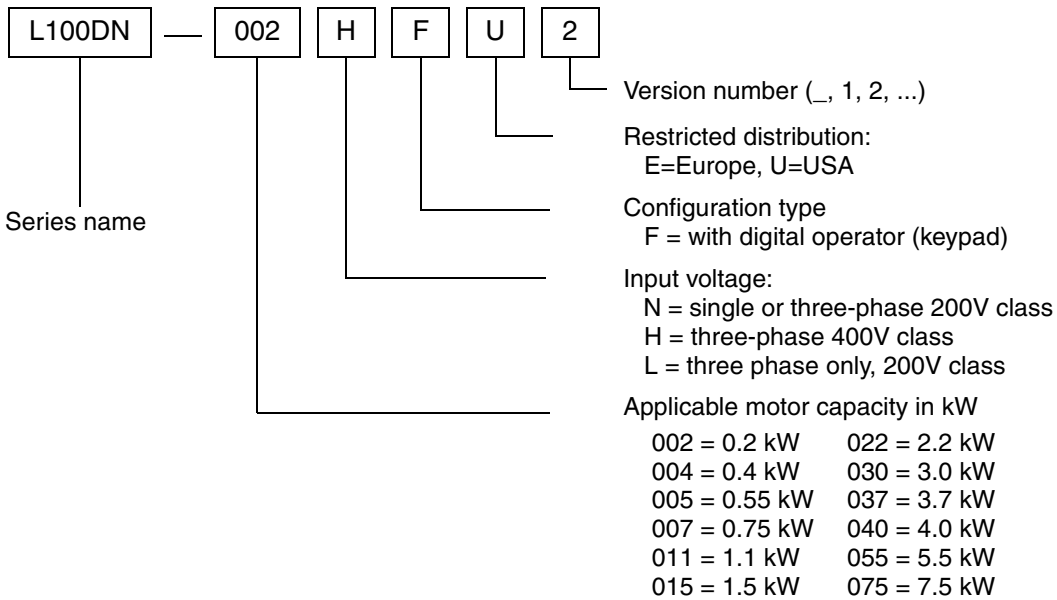 L100DN — 002 H F U 2
Version number (_, 1, 2, ...)
Restricted distribution:
E=Europe, U=USA
Series name
Configuration type
F = with digital operator (keypad)
Input voltage:
N = single or three-phase 200V class
H = three-phase 400V class
L = three phase only, 200V class
Applicable motor capacity in kW
002 = 0.2 kW 022 = 2.2 kW
004 = 0.4 kW 030 = 3.0 kW
005 = 0.55 kW 037 = 3.7 kW
007 = 0.75 kW 040 = 4.0 kW
011 = 1.1 kW 055 = 5.5 kW
015 = 1.5 kW 075 = 7.5 kW